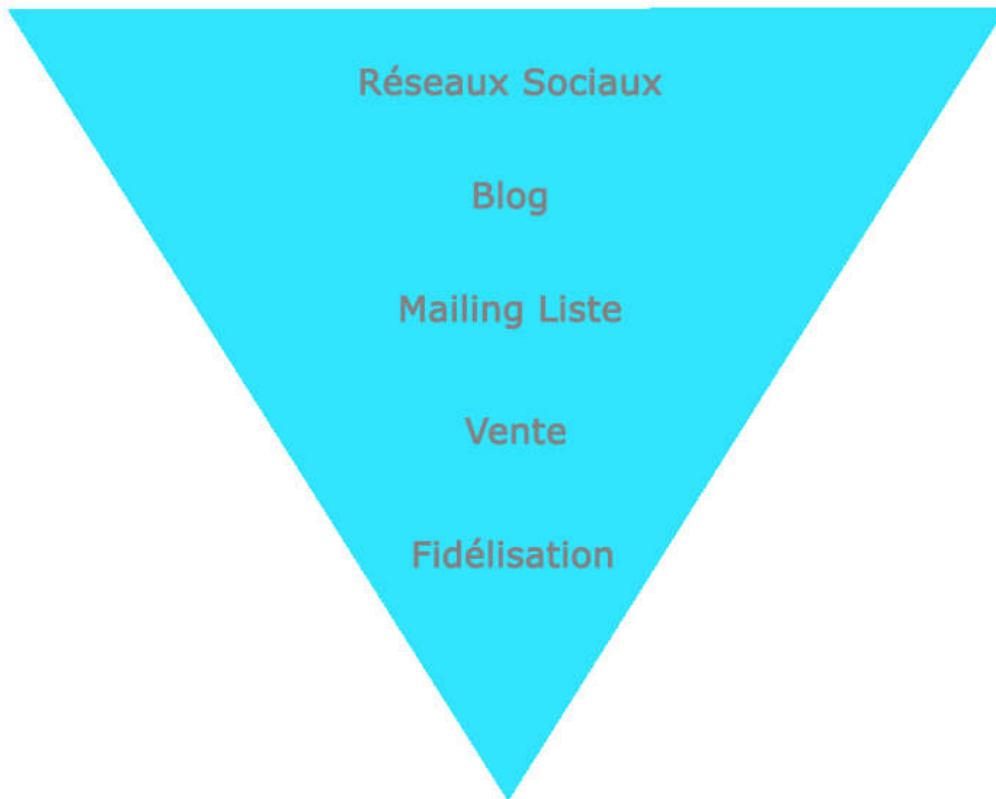 Réseaux Sociaux
Blog
Mailing Liste
Vente
Fidélisation